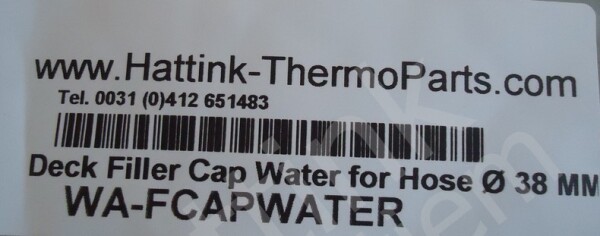 www.Hattink-ThermoParts.com
Tel. 0031 (0)412 651483
Deck Filler Cap Water for Hose Ø 38 MM
WA-FCAPWATER